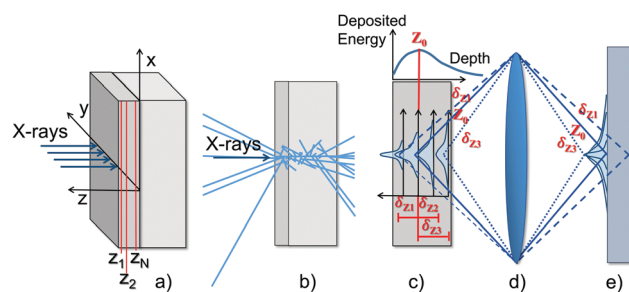 x
y
X-rays
z
z1
z2
zN
a)
X-rays
b)
Deposited
Energy
Z0
Depth
δZ1
Z0
δZ3
δZ1
δZ2
δZ3
c)
d)
δZ1
Z0
δZ3
e)